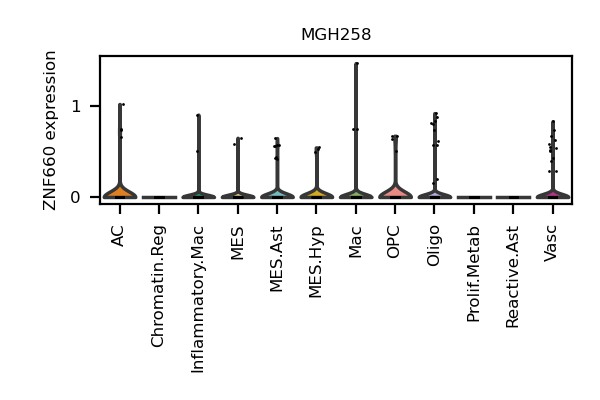 MGH258
ZNF660 expression
1
0
AC
Chromatin.Reg
Inflammatory.Mac
MES
MES.Ast
MES.Hyp
Mac
OPC
Oligo
Prolif.Metab
Reactive.Ast
Vasc